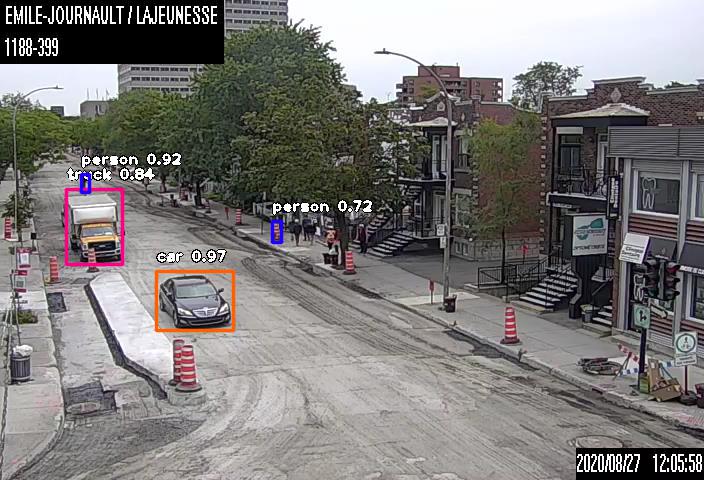 EMILE-JOURNAULT / LAJEUNESSE
1188-399
person 0.92
truck 0.84
person 0.72
car 0.97
2020/08/27 12:05:58